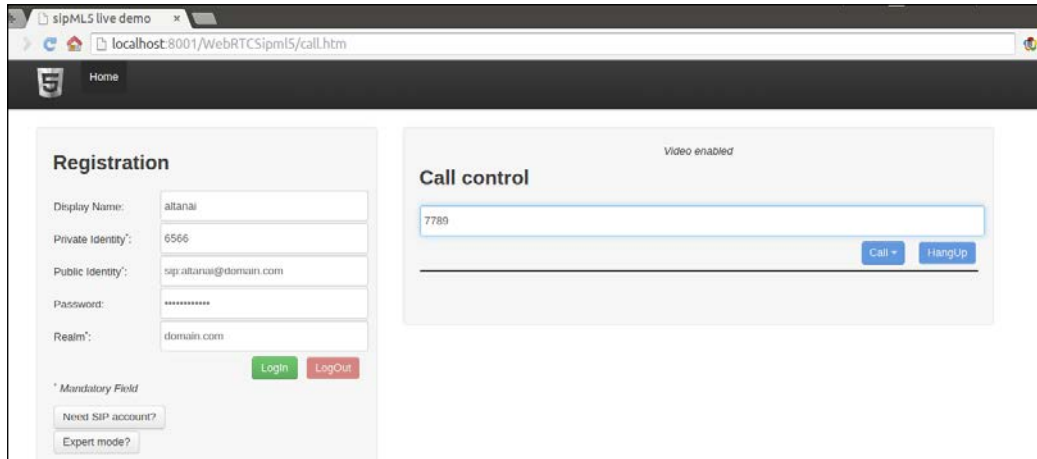 sipML5 live demo ×
localhost:8001/WebRTCSipml5/call.htm
Home
Registration
Display Name: altanai
Private Identity*: 6566
Public Identity*: sip:altanai@domain.com
Password: ************
Realm*: domain.com
LogIn LogOut
* Mandatory Field
Need SIP account?
Expert mode?
Video enabled
Call control
7789
Call HangUp